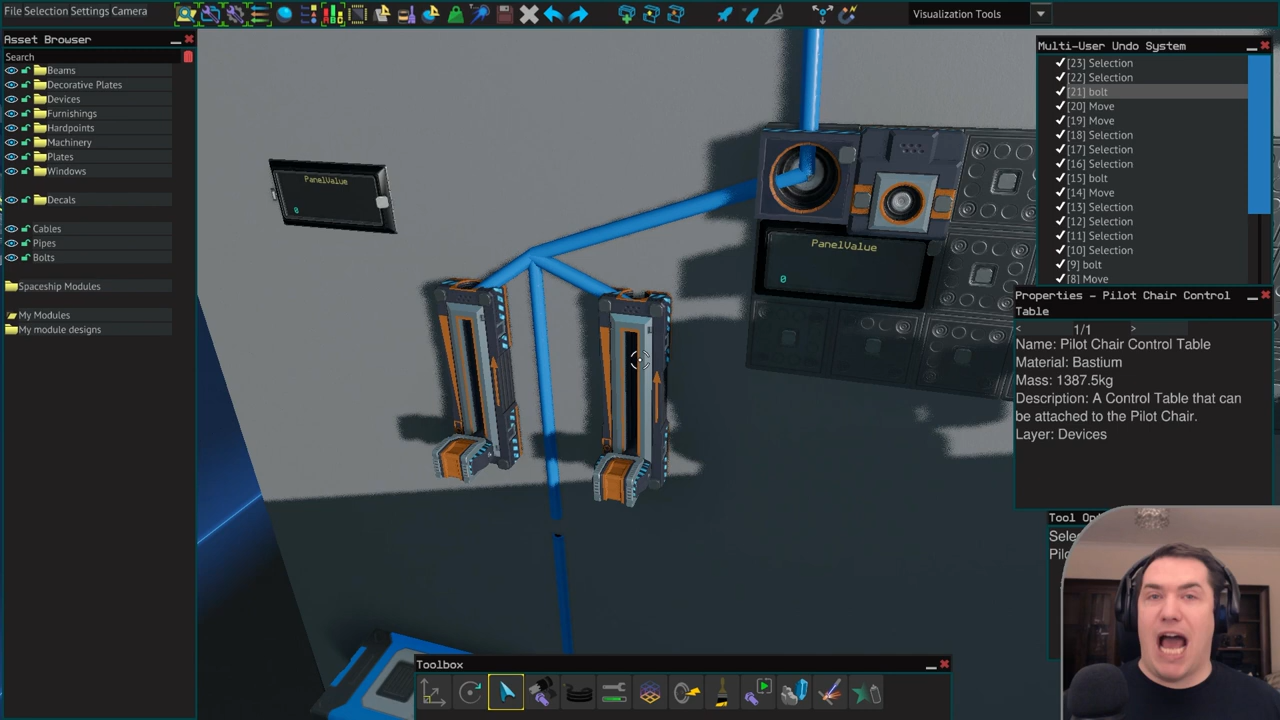 File Selection Settings Camera
Visualization Tools
Asset Browser
Search
Beams
Decorative Plates
Devices
Furnishings
Hardpoints
Machinery
Plates
Windows
Decals
Cables
Pipes
Bolts
Spaceship Modules
My Modules
My module designs
PanelValue
0
PanelValue
0
Multi-User Undo System
[23] Selection
[22] Selection
[21] bolt
[20] Move
[19] Move
[18] Selection
[17] Selection
[16] Selection
[15] bolt
[14] Move
[13] Selection
[12] Selection
[11] Selection
[10] Selection
[9] bolt
[8] Move
Properties - Pilot Chair Control
Table
< 1/1 >
Name: Pilot Chair Control Table
Material: Bastium
Mass: 1387.5kg
Description: A Control Table that can
be attached to the Pilot Chair.
Layer: Devices
Tool Op
Sele
Pilo
Toolbox